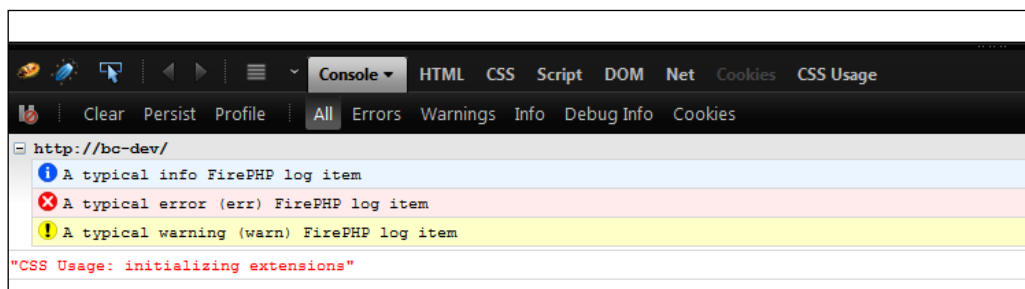 Console HTML CSS Script DOM Net Cookies CSS Usage
Clear Persist Profile All Errors Warnings Info Debug Info Cookies
http://bc-dev/
A typical info FirePHP log item
A typical error (err) FirePHP log item
A typical warning (warn) FirePHP log item
"CSS Usage: initializing extensions"